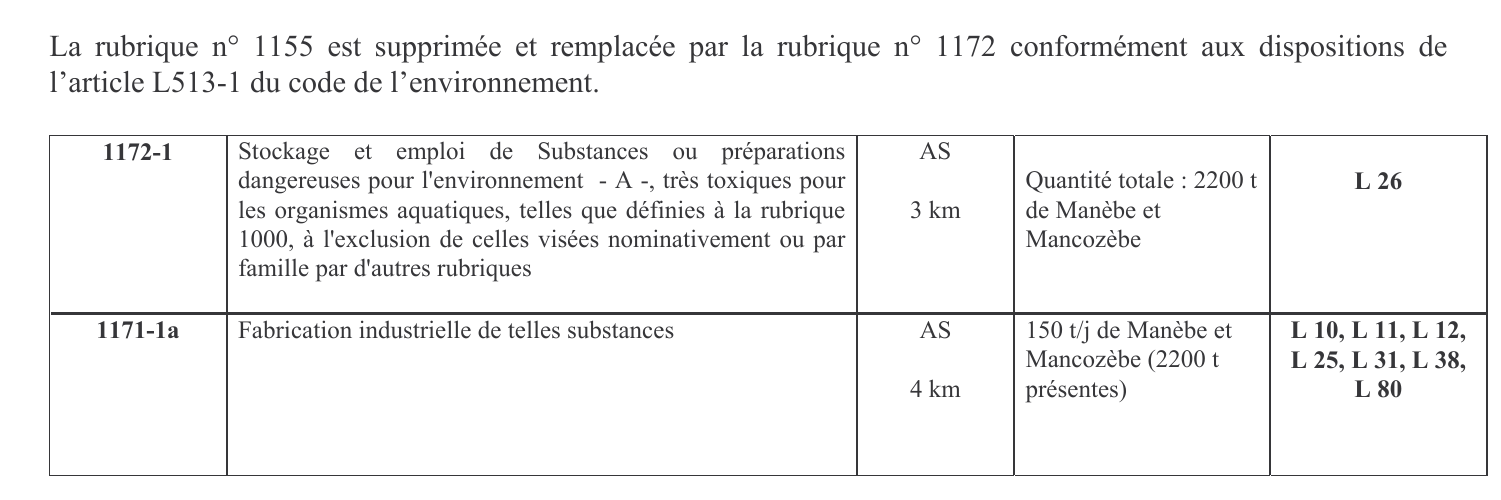 La rubrique n° 1155 est supprimée et remplacée par la rubrique n° 1172 conformément aux dispositions de
l’article L513-1 du code de l’environnement.
1172-1
Stockage et emploi de Substances ou préparations
dangereuses pour l'environnement - A -, très toxiques pour
les organismes aquatiques, telles que définies à la rubrique
1000, à l'exclusion de celles visées nominativement ou par
famille par d'autres rubriques
AS
3 km
Quantité totale : 2200 t
de Manèbe et
Mancozèbe
L 26
1171-1a
Fabrication industrielle de telles substances
AS
4 km
150 t/j de Manèbe et
Mancozèbe (2200 t
présentes)
L 10, L 11, L 12,
L 25, L 31, L 38,
L 80